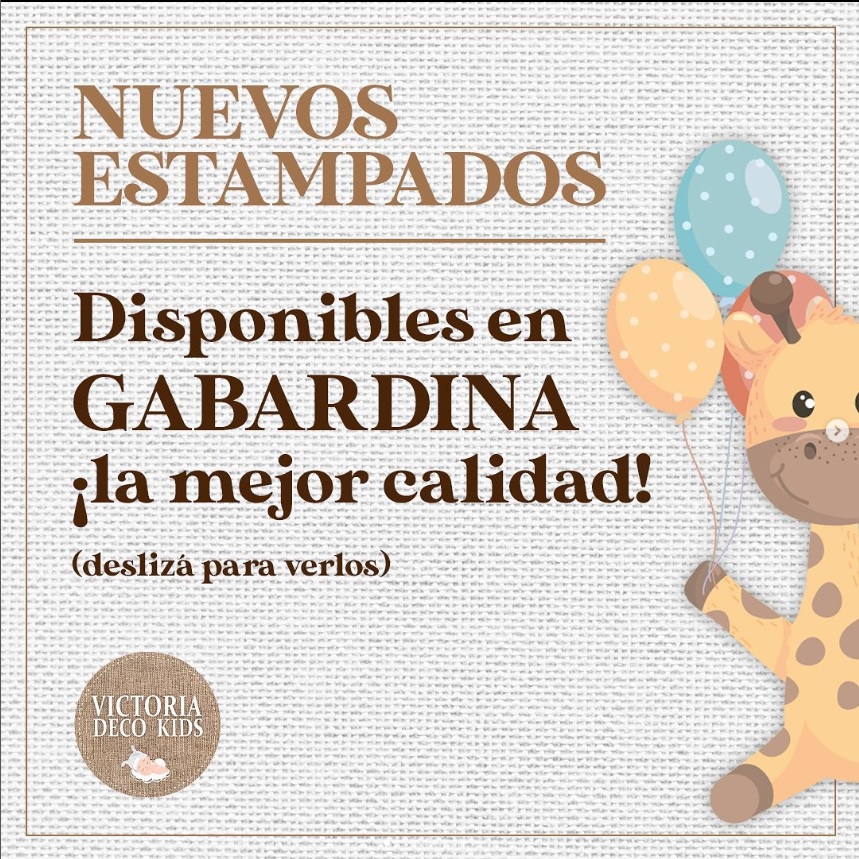 NUEVOS
ESTAMPADOS
Disponibles en
GABARDINA
¡la mejor calidad!
(deslizá para verlos)
VICTORIA
DECO KIDS